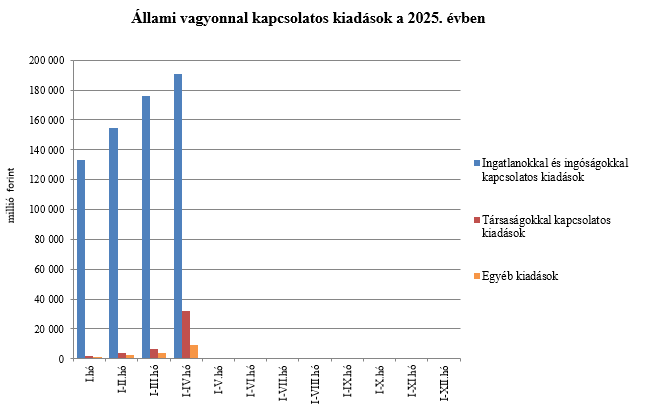 Állami vagyonnal kapcsolatos kiadások a 2025. évben
200 000
180 000
160 000
140 000
120 000
100 000
80 000
60 000
40 000
20 000
0
millió forint
I.hó
I-II.hó
I-III.hó
I-IV.hó
I-V.hó
I-VI.hó
I-VII.hó
I-VIII.hó
I-IX.hó
I-X.hó
I-XI.hó
I-XII.hó
Ingatlanokkal és ingóságokkal
kapcsolatos kiadások
Társaságokkal kapcsolatos
kiadások
Egyéb kiadások